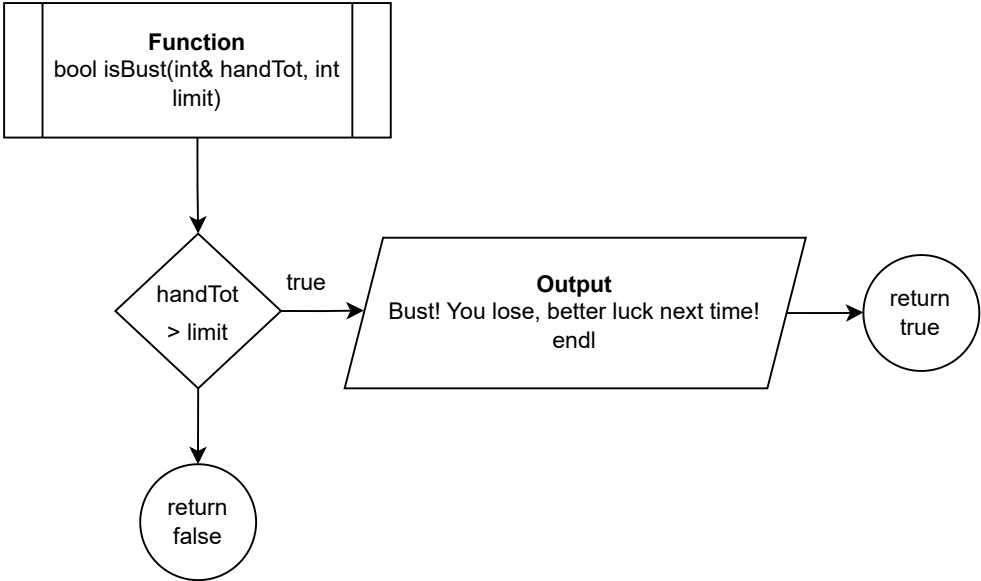 Function
bool isBust(int& handTot, int
limit)
handTot
> limit
true
Output
Bust! You lose, better luck next time!
endl
return
true
return
false